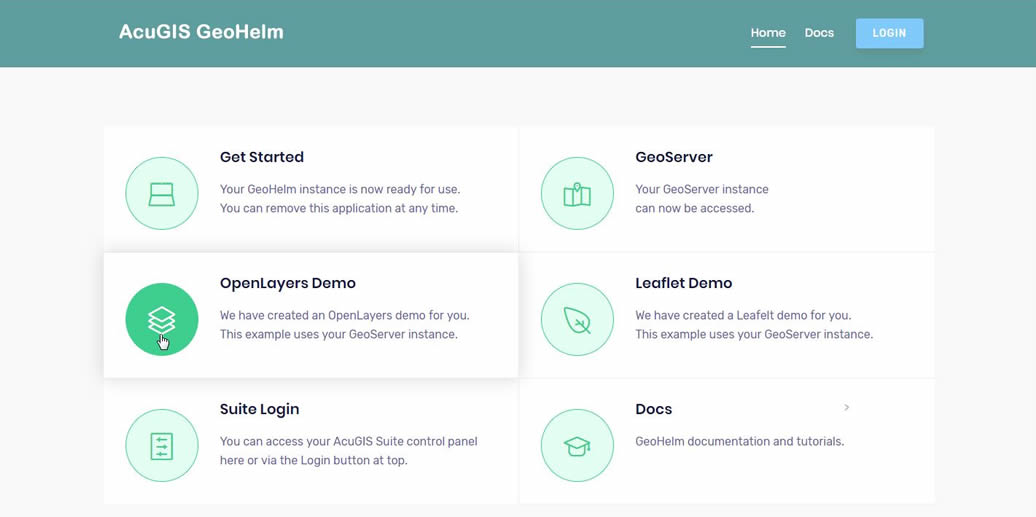 AcuGIS GeoHelm
Home
Docs
LOGIN
Get Started
Your GeoHelm instance is now ready for use.
You can remove this application at any time.
GeoServer
Your GeoServer instance
can now be accessed.
OpenLayers Demo
We have created an OpenLayers demo for you.
This example uses your GeoServer instance.
Leaflet Demo
We have created a Leafelt demo for you.
This example uses your GeoServer instance.
Suite Login
You can access your AcuGIS Suite control panel
here or via the Login button at top.
Docs
GeoHelm documentation and tutorials.